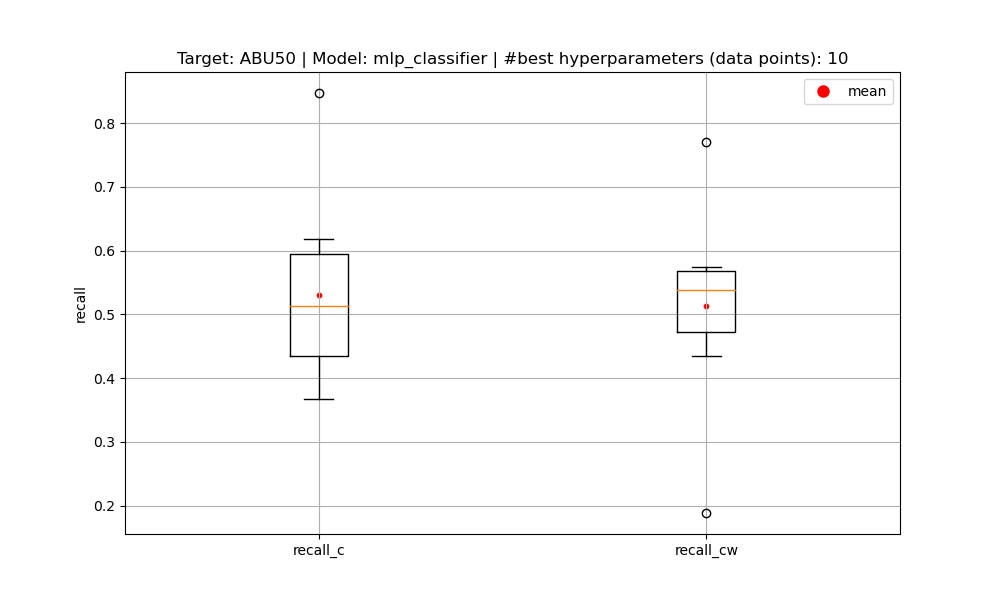 Target: ABU50 | Model: mlp_classifier | #best hyperparameters (data points): 10
mean
0.8
0.7
0.6
0.5
0.4
0.3
0.2
recall
recall_c
recall_cw